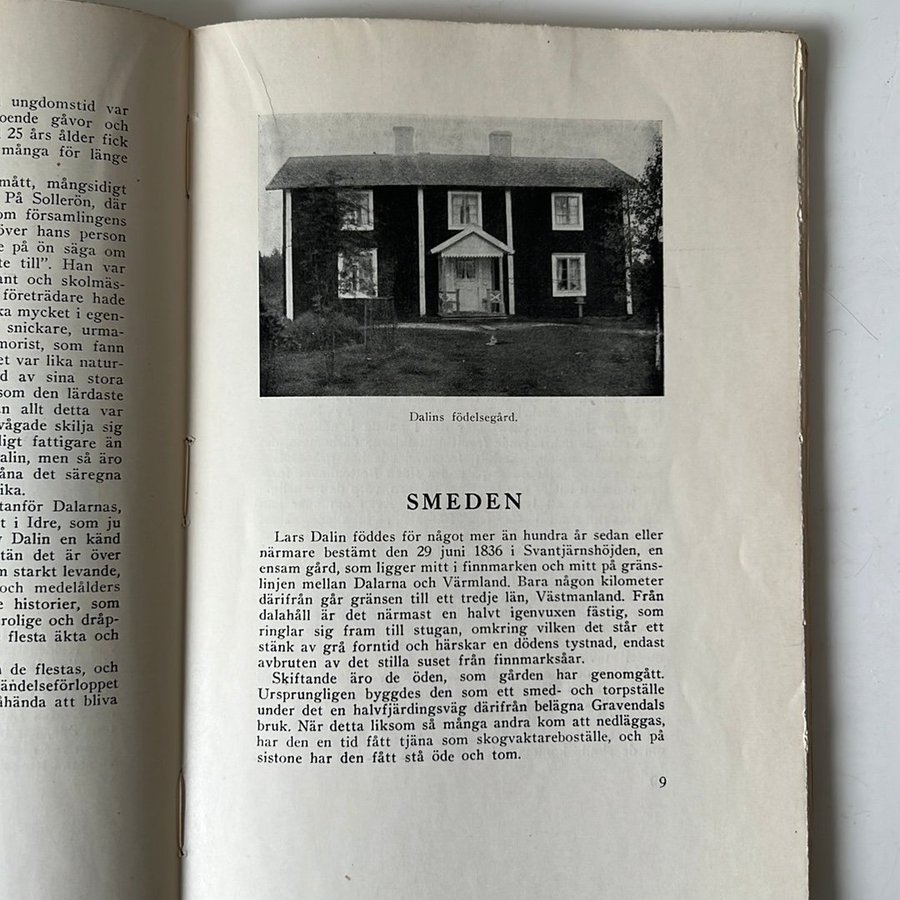 ungdomstid var
oende gåvor och
25 års ålder fick
många för länge
mått, mångsidigt
På Sollerön, där
om församlingens
över hans person
e på ön säga om
te till". Han var
ant och skolmäs-
företrädare hade
ka mycket i egen-
snickare, urma-
morist, som fann
et var lika natur-
d av sina stora
som den lärdaste
n allt detta var
vågade skilja sig
ligt fattigare än
alin, men så äro
åna det säregna
ika.
tanför Dalarnas,
t i Idre, som ju
v Dalin en känd
tän det är över
m starkt levande,
och medelålders
e historier, som
rolige och dråp-
flesta äkta och
n de flestas, och
händelseförloppet
åhända att bliva
Dalins födelsegård.
SMEDEN
Lars Dalin föddes för något mer än hundra år sedan eller
närmare bestämt den 29 juni 1836 i Svantjärnshöjden, en
ensam gård, som ligger mitt i finnmarken och mitt på gräns-
linjen mellan Dalarna och Värmland. Bara någon kilometer
därifrån går gränsen till ett tredje län, Västmanland. Från
dalahåll är det närmast en halvt igenvuxen fästig, som
ringlar sig fram till stugan, omkring vilken det står ett
stänk av grå forntid och härskar en dödens tystnad, endast
avbruten av det stilla suset från finnmarksåar.
Skiftande äro de öden, som gården har genomgått.
Ursprungligen byggdes den som ett smed- och torpställe
under det en halvfjärdingsväg därifrån belägna Gravendals
bruk. När detta liksom så många andra kom att nedläggas,
har den en tid fått tjäna som skogvaktareboställe, och på
sistone har den fått stå öde och tom.
9